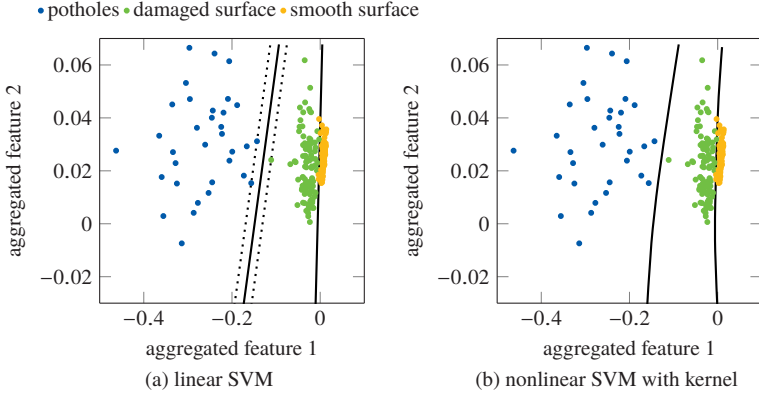 potholes damaged surface smooth surface
aggregated feature 2
0.06
0.04
0.02
0
−0.02
−0.4
−0.2
0
aggregated feature 1
(a) linear SVM
aggregated feature 2
0.06
0.04
0.02
0
−0.02
−0.4
−0.2
0
aggregated feature 1
(b) nonlinear SVM with kernel